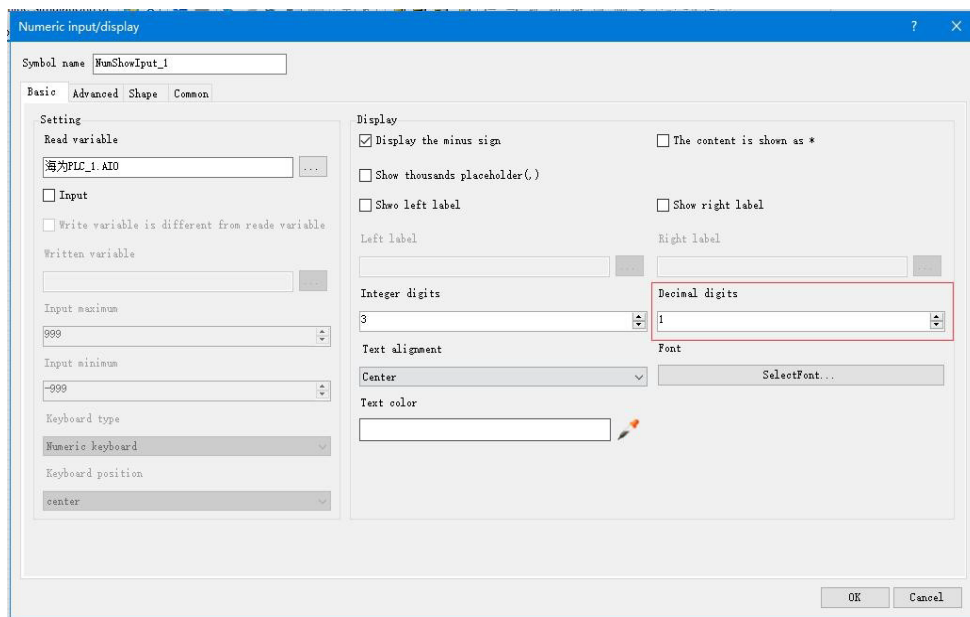 Numeric input/display
Symbol name NumShowIput_1
Basic Advanced Shape Common
Setting
Read variable
海为PLC_1.AI0
...
Input
Write variable is different from reade variable
Written variable
...
Input maximum
999
Input minimum
-999
Keyboard type
Numeric keyboard
Keyboard position
center
Display
Display the minus sign
The content is shown as *
Show thousands placeholder(,)
Shwo left label
Show right label
Left label
Right label
...
...
Integer digits
Decimal digits
3
1
Text alignment
Font
Center
SelectFont...
Text color
OK
Cancel